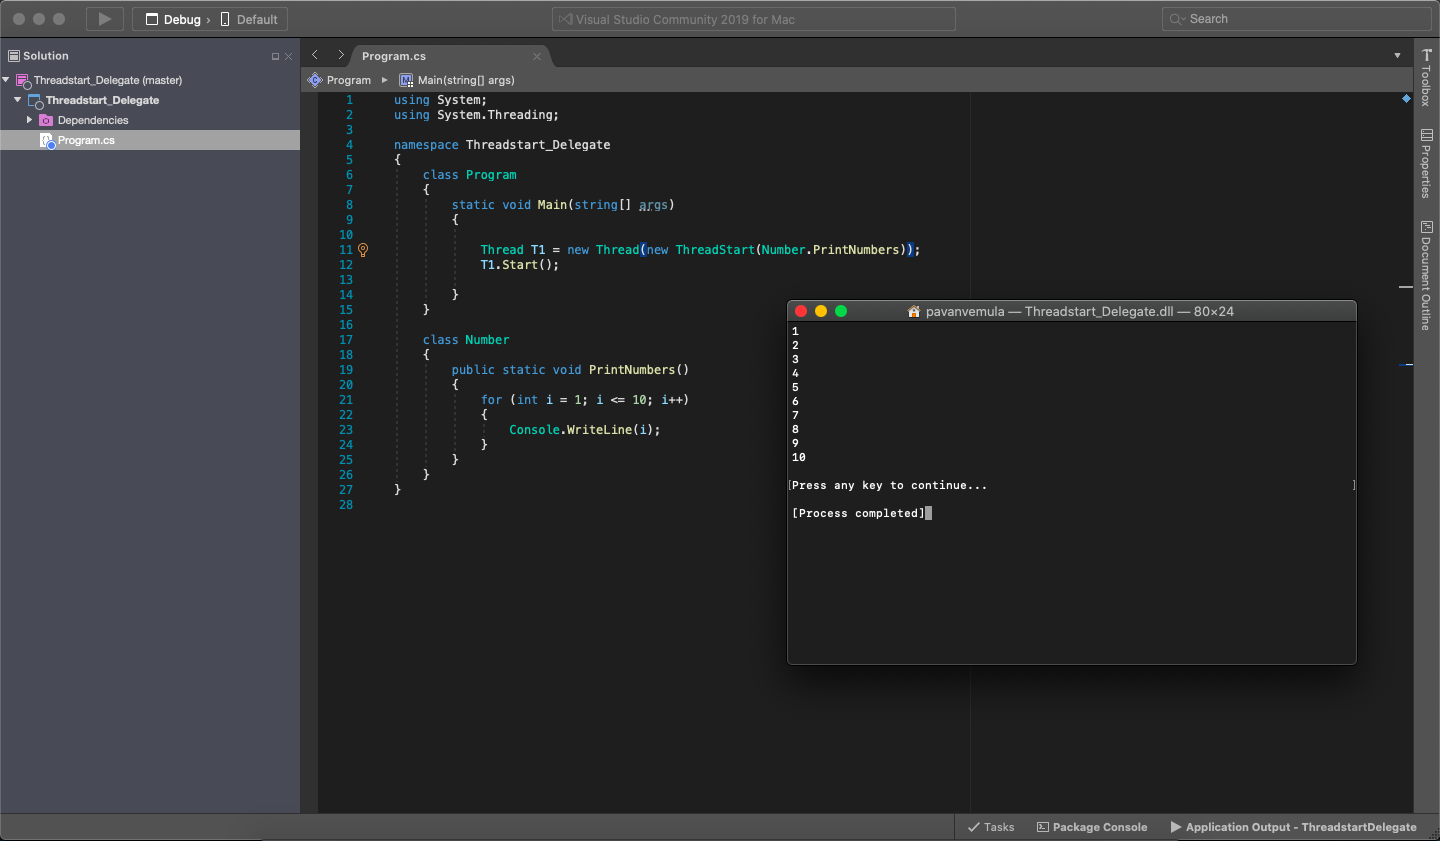 Debug › Default
Visual Studio Community 2019 for Mac
Search
Solution
Threadstart_Delegate (master)
Threadstart_Delegate
Dependencies
Program.cs
Program.cs
Program
Main(string[] args)
1 using System;
2 using System.Threading;
3
4 namespace Threadstart_Delegate
5 {
6 class Program
7 {
8 static void Main(string[] args)
9 {
10
11 Thread T1 = new Thread(new ThreadStart(Number.PrintNumbers));
12 T1.Start();
13
14 }
15 }
16
17 class Number
18 {
19 public static void PrintNumbers()
20 {
21 for (int i = 1; i <= 10; i++)
22 {
23 Console.WriteLine(i);
24 }
25 }
26 }
27 }
28
pavanvemula — Threadstart_Delegate.dll — 80×24
1
2
3
4
5
6
7
8
9
10
[Press any key to continue... ]
[Process completed]
Toolbox
Properties
Document Outline
Tasks
Package Console
Application Output - ThreadstartDelegate